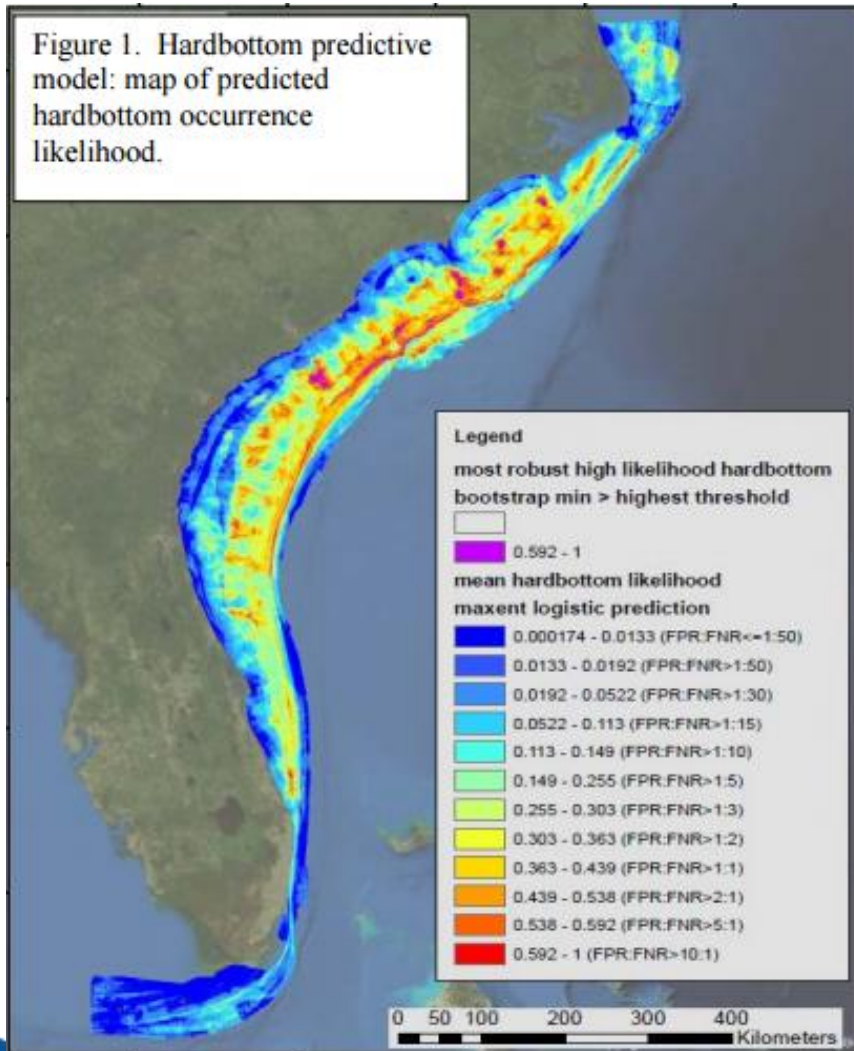 Figure 1. Hardbottom predictive
model: map of predicted
hardbottom occurrence
likelihood.
Legend
most robust high likelihood hardbottom
bootstrap min > highest threshold
0.592 - 1
mean hardbottom likelihood
maxent logistic prediction
0.000174 - 0.0133 (FPR:FNR<=1:50)
0.0133 - 0.0192 (FPR:FNR>1:50)
0.0192 - 0.0522 (FPR:FNR>1:30)
0.0522 - 0.113 (FPR:FNR>1:15)
0.113 - 0.149 (FPR:FNR>1:10)
0.149 - 0.255 (FPR:FNR>1:5)
0.255 - 0.303 (FPR:FNR>1:3)
0.303 - 0.363 (FPR:FNR>1:2)
0.363 - 0.439 (FPR:FNR>1:1)
0.439 - 0.538 (FPR:FNR>2:1)
0.538 - 0.592 (FPR:FNR>5:1)
0.592 - 1 (FPR:FNR>10:1)
0 50 100 200 300 400
Kilometers